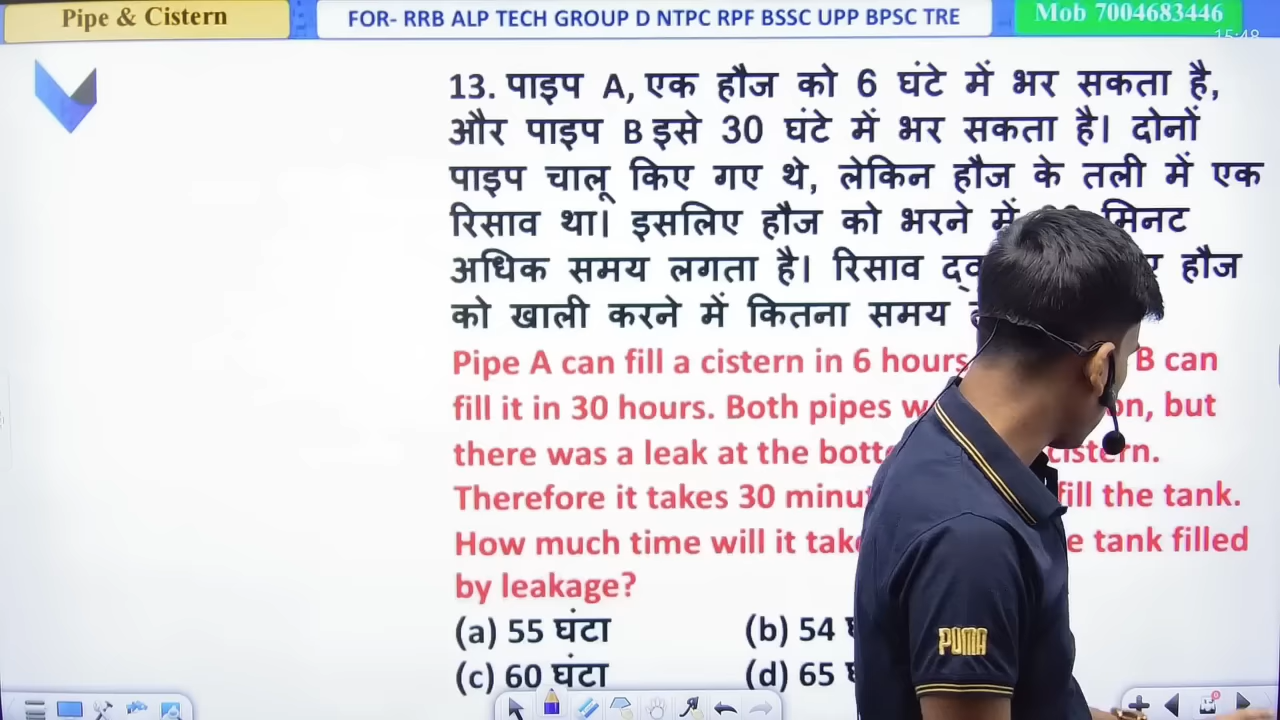 Pipe & Cistern
FOR- RRB ALP TECH GROUP D NTPC RPF BSSC UPP BPSC TRE
Mob 7004683446
15:48
13. पाइप A, एक हौज को 6 घंटे में भर सकता है,
और पाइप B इसे 30 घंटे में भर सकता है। दोनों
पाइप चालू किए गए थे, लेकिन हौज के तली में एक
रिसाव था। इसलिए हौज को भरने में मिनट
अधिक समय लगता है। रिसाव हौज
को खाली करने में कितना समय
Pipe A can fill a cistern in 6 hours B can
fill it in 30 hours. Both pipes on, but
there was a leak at the cistern.
Therefore it takes 30 fill the tank.
How much time will it tank filled
by leakage?
(a) 55 घंटा (b) 54
(c) 60 घंटा (d) 65
PUMA